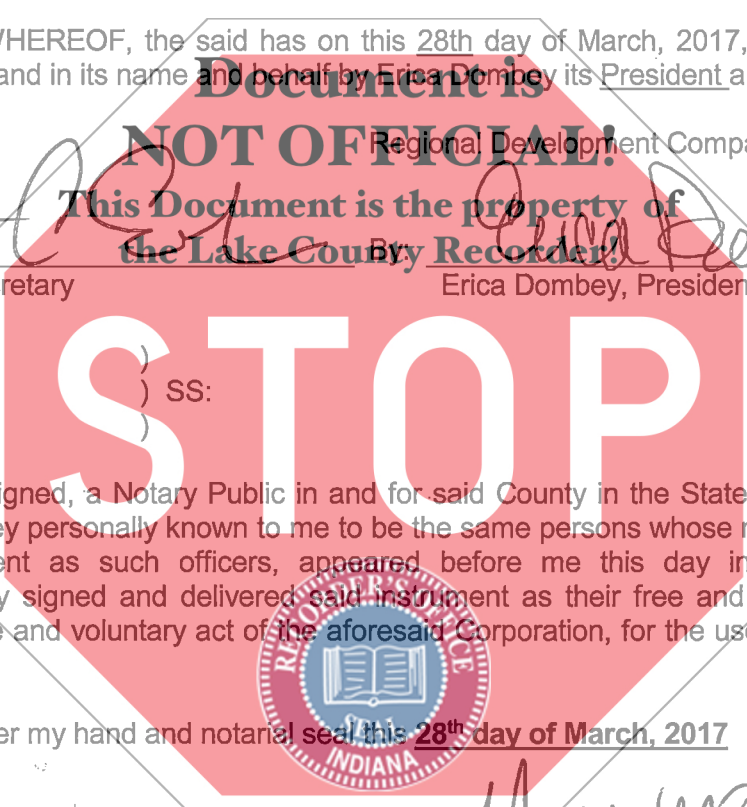 WHEREOF, the said has on this 28th day of March, 2017,
and in its name and behalf by Erica Dombey its President a
Document is
NOT OFFICIAL!
Regional Development Compa
This Document is the property of
the Lake County Recorder!
By:
retary
Erica Dombey, Presiden
)
) SS:
)
STOP
igned, a Notary Public in and for said County in the State
ey personally known to me to be the same persons whose n
ent as such officers, appeared before me this day in
y signed and delivered said instrument as their free and
e and voluntary act of the aforesaid Corporation, for the us
RECORDER'S OFFICE
SEAL
INDIANA
er my hand and notarial seal this 28th day of March, 2017